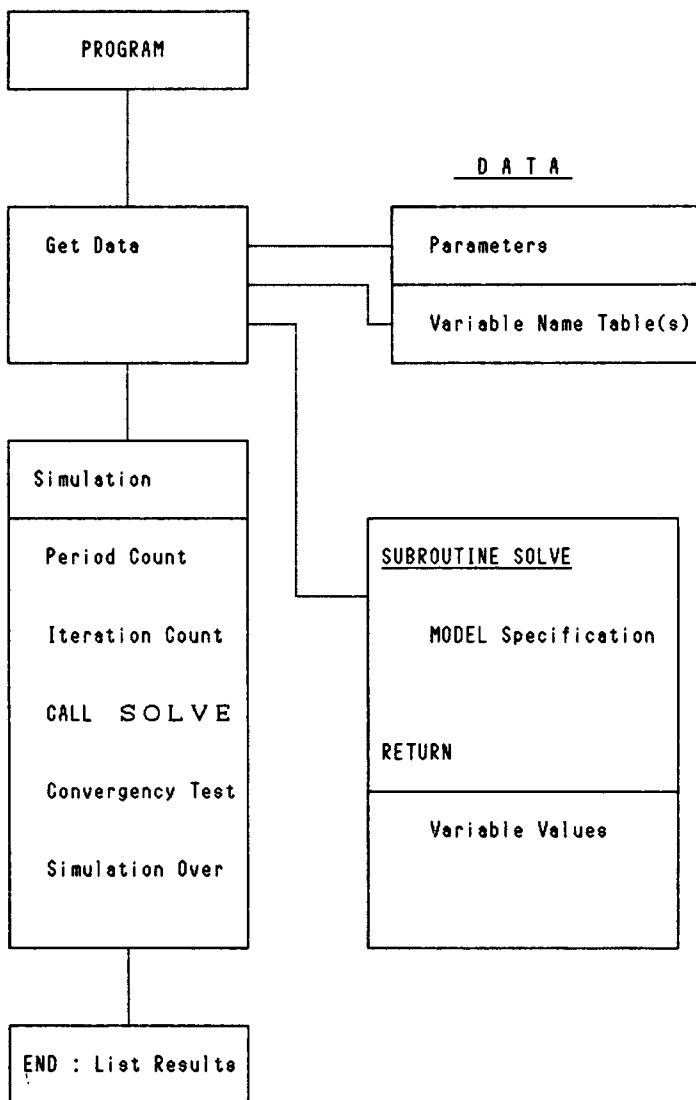 PROGRAM
D A T A
Get Data
Parameters
Variable Name Table(s)
Simulation
Period Count
Iteration Count
CALL SOLVE
Convergency Test
Simulation Over
SUBROUTINE SOLVE
MODEL Specification
RETURN
Variable Values
END : List Results